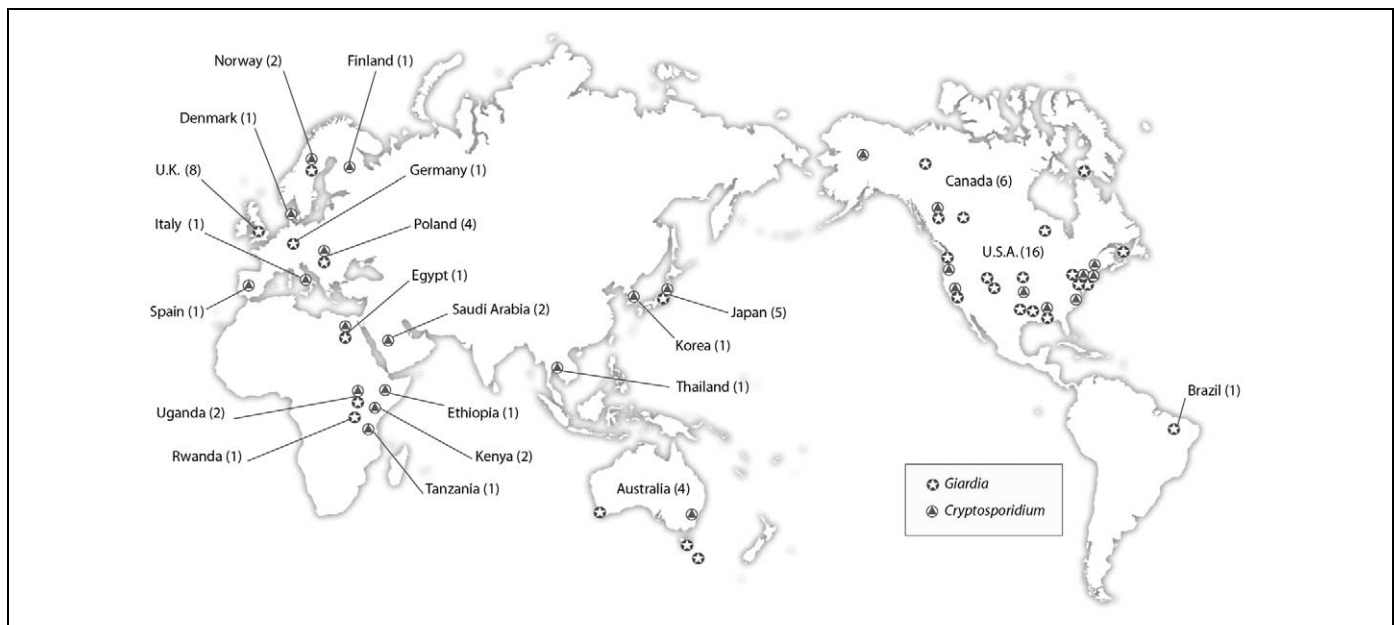 Norway (2)
Finland (1)
Denmark (1)
U.K. (8)
Germany (1)
Canada (6)
Italy (1)
Poland (4)
U.S.A. (16)
Egypt (1)
Saudi Arabia (2)
Spain (1)
Japan (5)
Korea (1)
Thailand (1)
Brazil (1)
Uganda (2)
Ethiopia (1)
Rwanda (1)
Kenya (2)
Tanzania (1)
Australia (4)
Giardia
Cryptosporidium